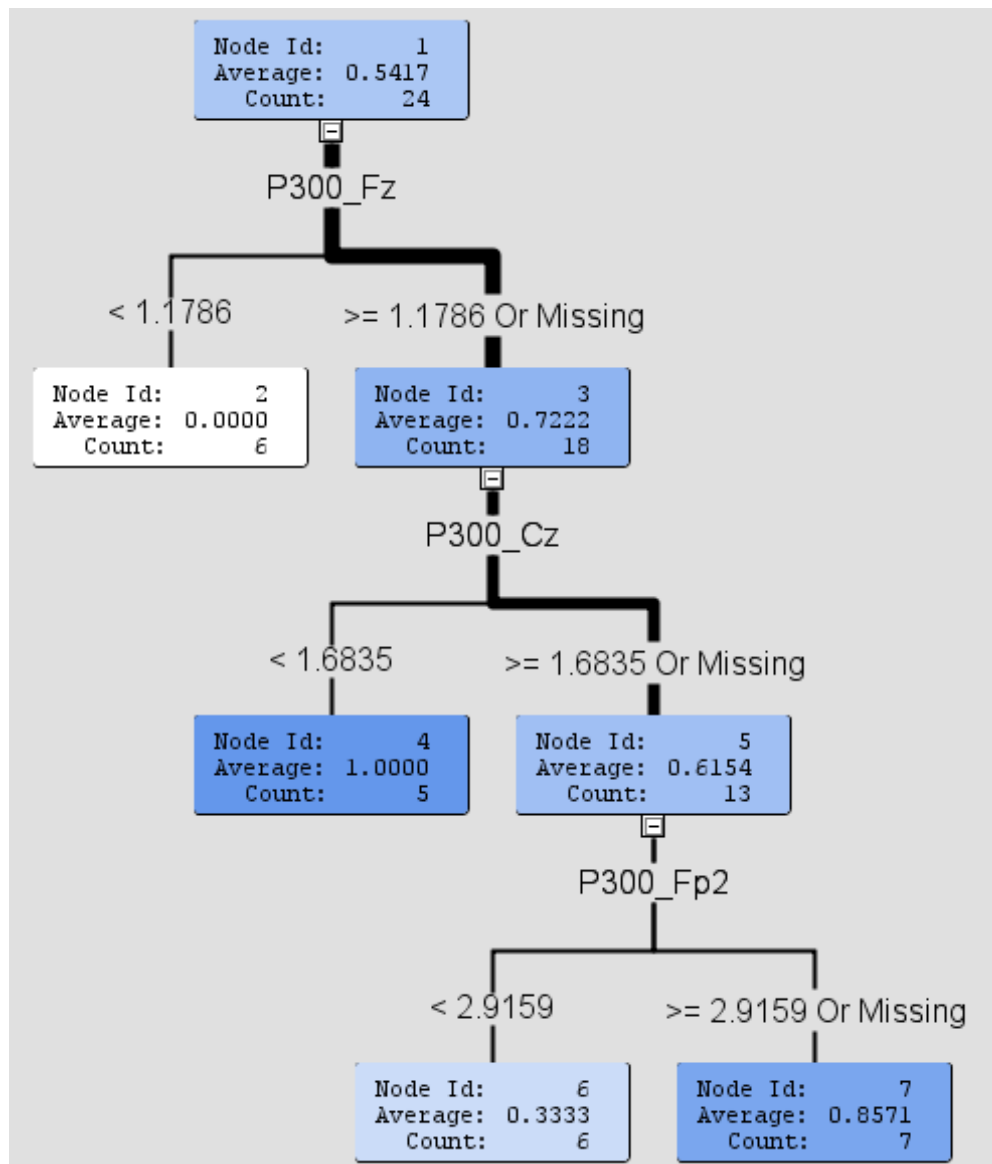 Node Id: 1
Average: 0.5417
Count: 24
P300_Fz
< 1.1786
>= 1.1786 Or Missing
Node Id: 2
Average: 0.0000
Count: 6
Node Id: 3
Average: 0.7222
Count: 18
P300_Cz
< 1.6835
>= 1.6835 Or Missing
Node Id: 4
Average: 1.0000
Count: 5
Node Id: 5
Average: 0.6154
Count: 13
P300_Fp2
< 2.9159
>= 2.9159 Or Missing
Node Id: 6
Average: 0.3333
Count: 6
Node Id: 7
Average: 0.8571
Count: 7